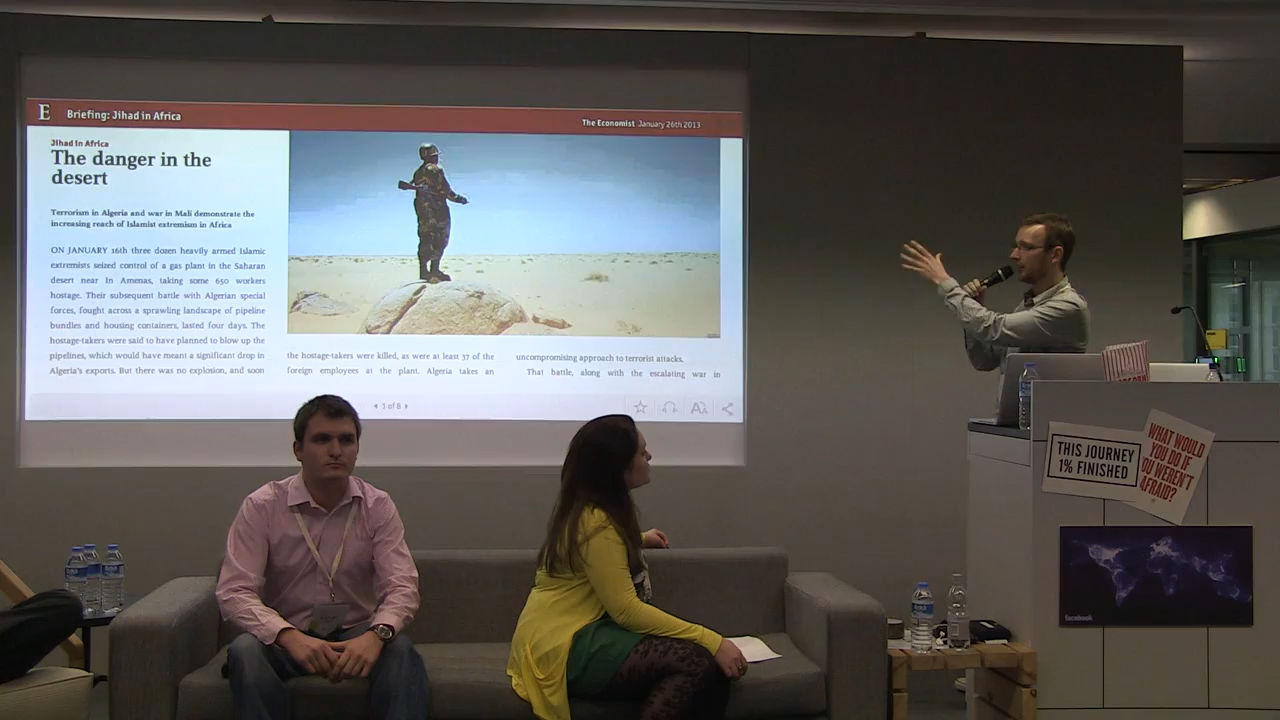 E Briefing: Jihad in Africa
The Economist January 26th 2013
Jihad in Africa
The danger in the
desert
Terrorism in Algeria and war in Mali demonstrate the
increasing reach of Islamist extremism in Africa
ON JANUARY 16th three dozen heavily armed Islamic
extremists seized control of a gas plant in the Saharan
desert near In Amenas, taking some 650 workers
hostage. Their subsequent battle with Algerian special
forces, fought across a sprawling landscape of pipeline
bundles and housing containers, lasted four days. The
hostage-takers were said to have planned to blow up the
pipelines, which would have meant a significant drop in
Algeria's exports. But there was no explosion, and soon
the hostage-takers were killed, as were at least 37 of the
foreign employees at the plant. Algeria takes an
uncompromising approach to terrorist attacks.
That battle, along with the escalating war in
1 of 8
THIS JOURNEY
1% FINISHED
WHAT WOULD
YOU DO IF
YOU WEREN'T
AFRAID?
facebook